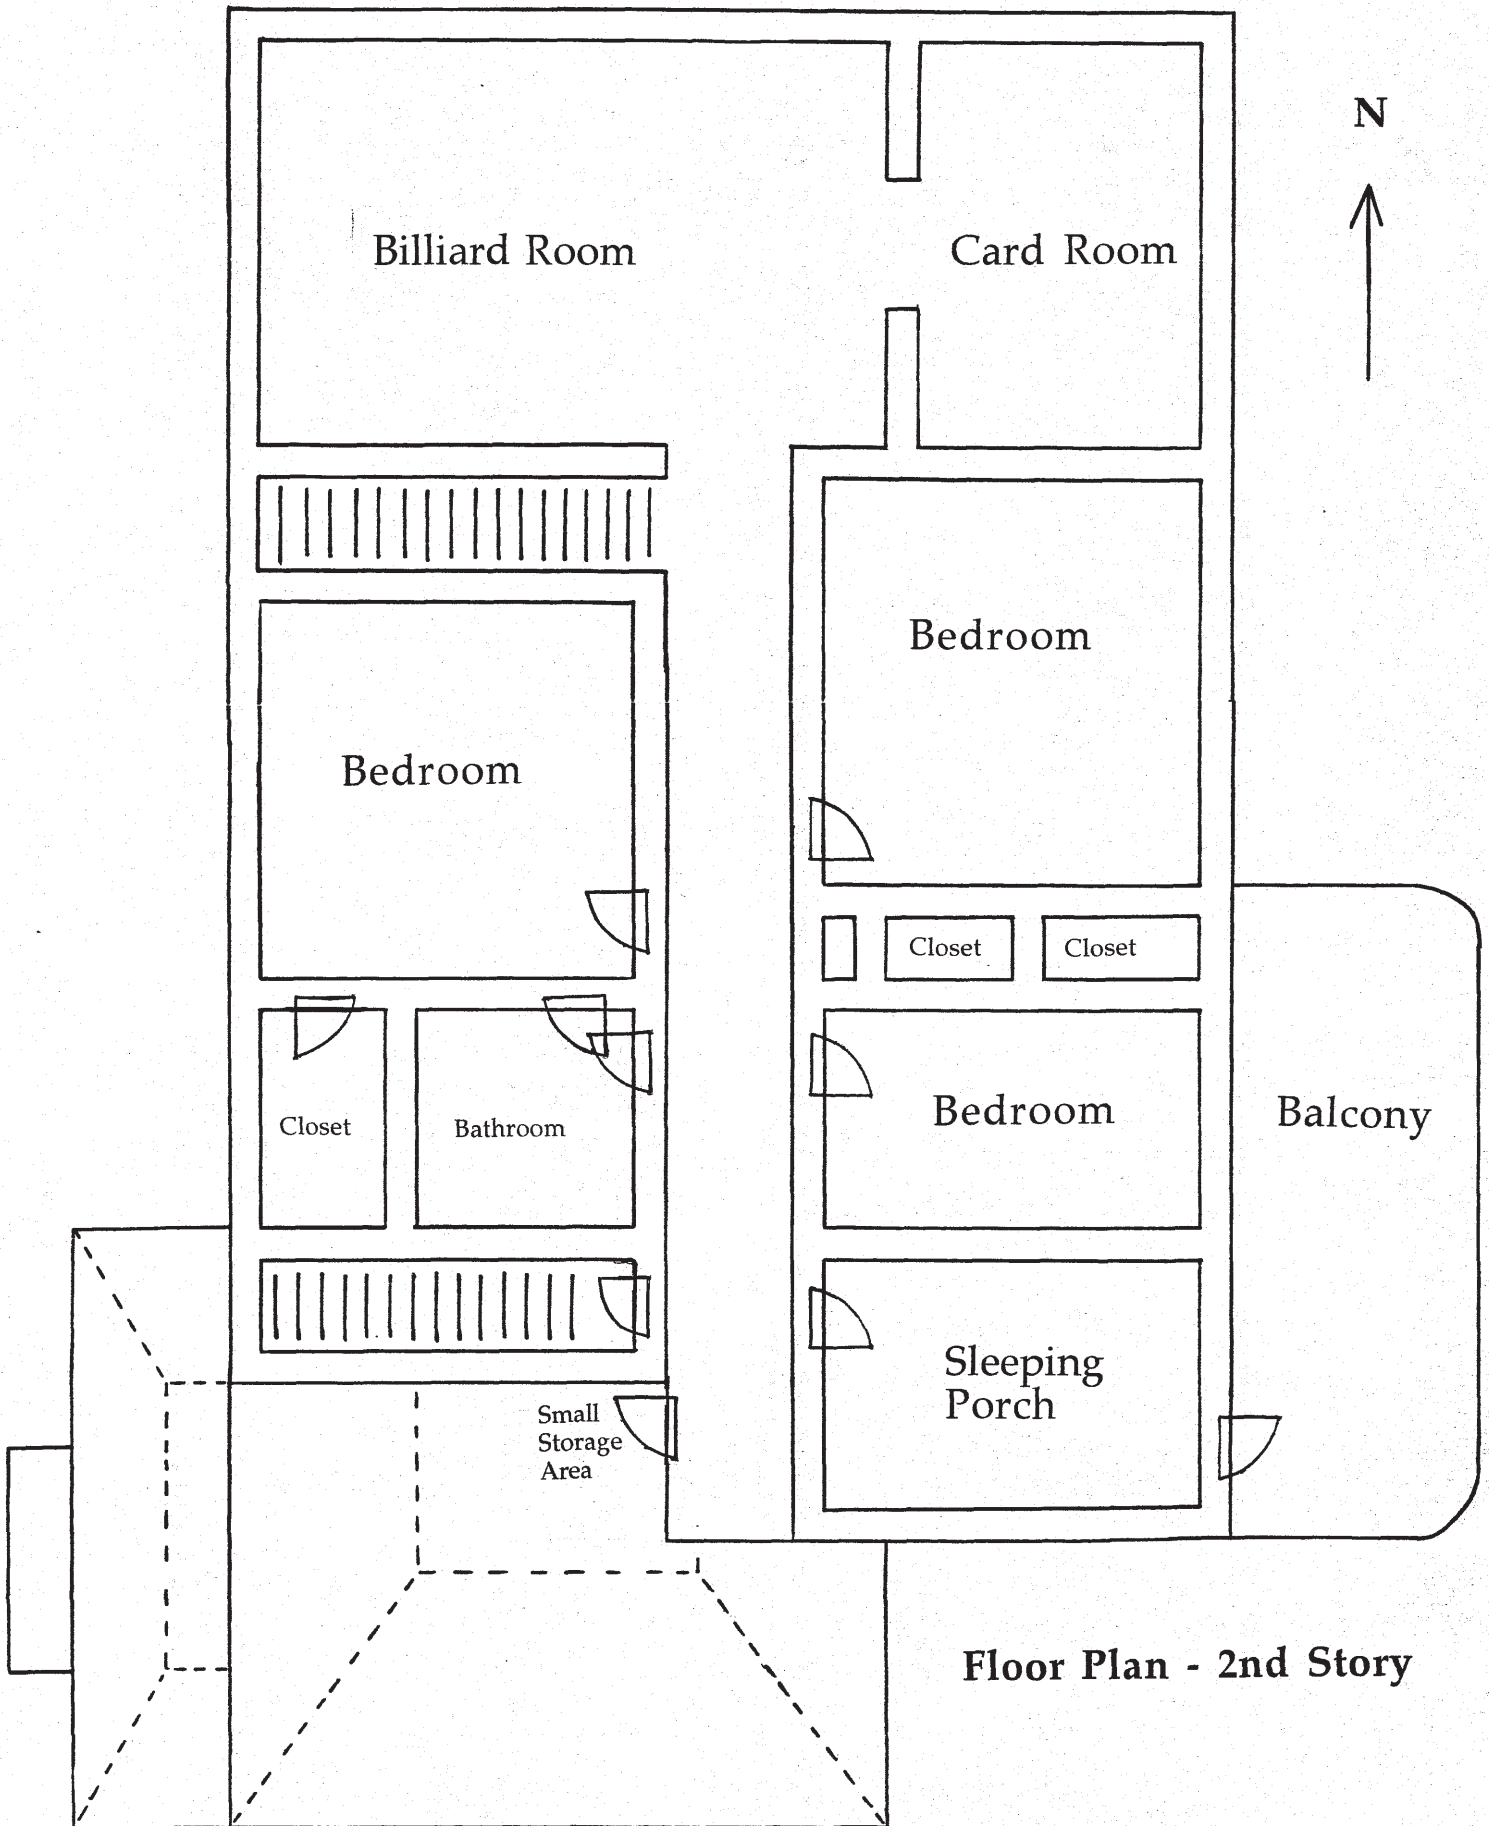 N
Billiard Room
Card Room
Bedroom
Bedroom
Closet
Closet
Closet
Bathroom
Bedroom
Balcony
Sleeping
Porch
Small
Storage
Area
Floor Plan - 2nd Story